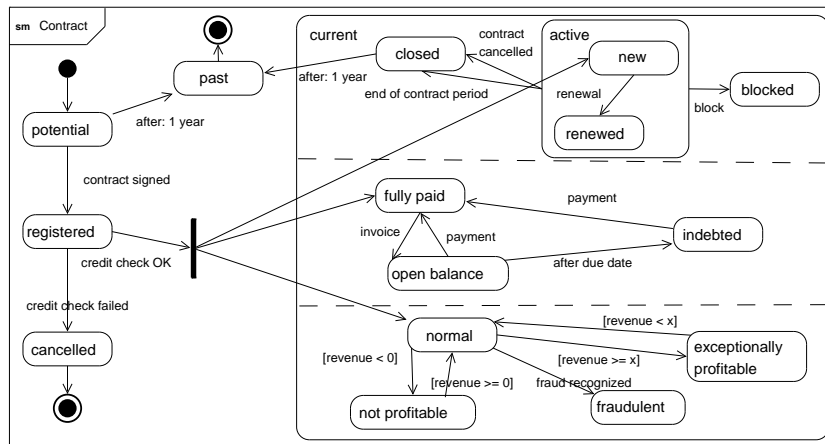 sm Contract
current
closed
contract
cancelled
active
new
past
after: 1 year
end of contract period
renewal
blocked
block
potential
after: 1 year
renewed
contract signed
fully paid
payment
registered
invoice
payment
indebted
credit check OK
open balance
after due date
credit check failed
normal
[revenue < x]
cancelled
[revenue < 0]
[revenue >= x]
exceptionally
profitable
[revenue >= 0]
fraud recognized
not profitable
fraudulent